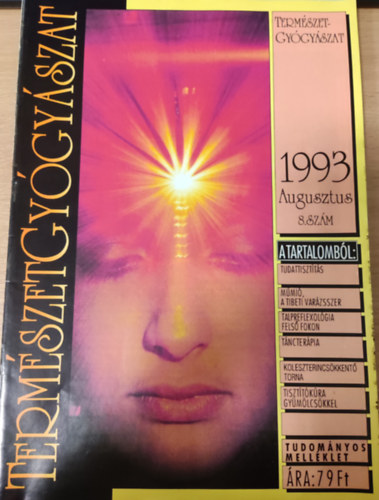 TERMÉSZETGYÓGYÁSZAT
TERMÉSZET-
GYÓGYÁSZAT
1993
Augusztus
8.SZÁM
A TARTALOMBÓL:
TUDATTISZTÍTÁS
MÚMJÓ,
A TIBETI VARÁZSSZER
TALPREFLEXOLÓGIA
FELSŐ FOKON
TÁNCTERÁPIA
KOLESZTERINCSÖKKENTŐ
TORNA
TISZTÍTÓKÚRA
GYÜMÖLCSÖKKEL
TUDOMÁNYOS
MELLÉKLET
ÁRA: 79 Ft